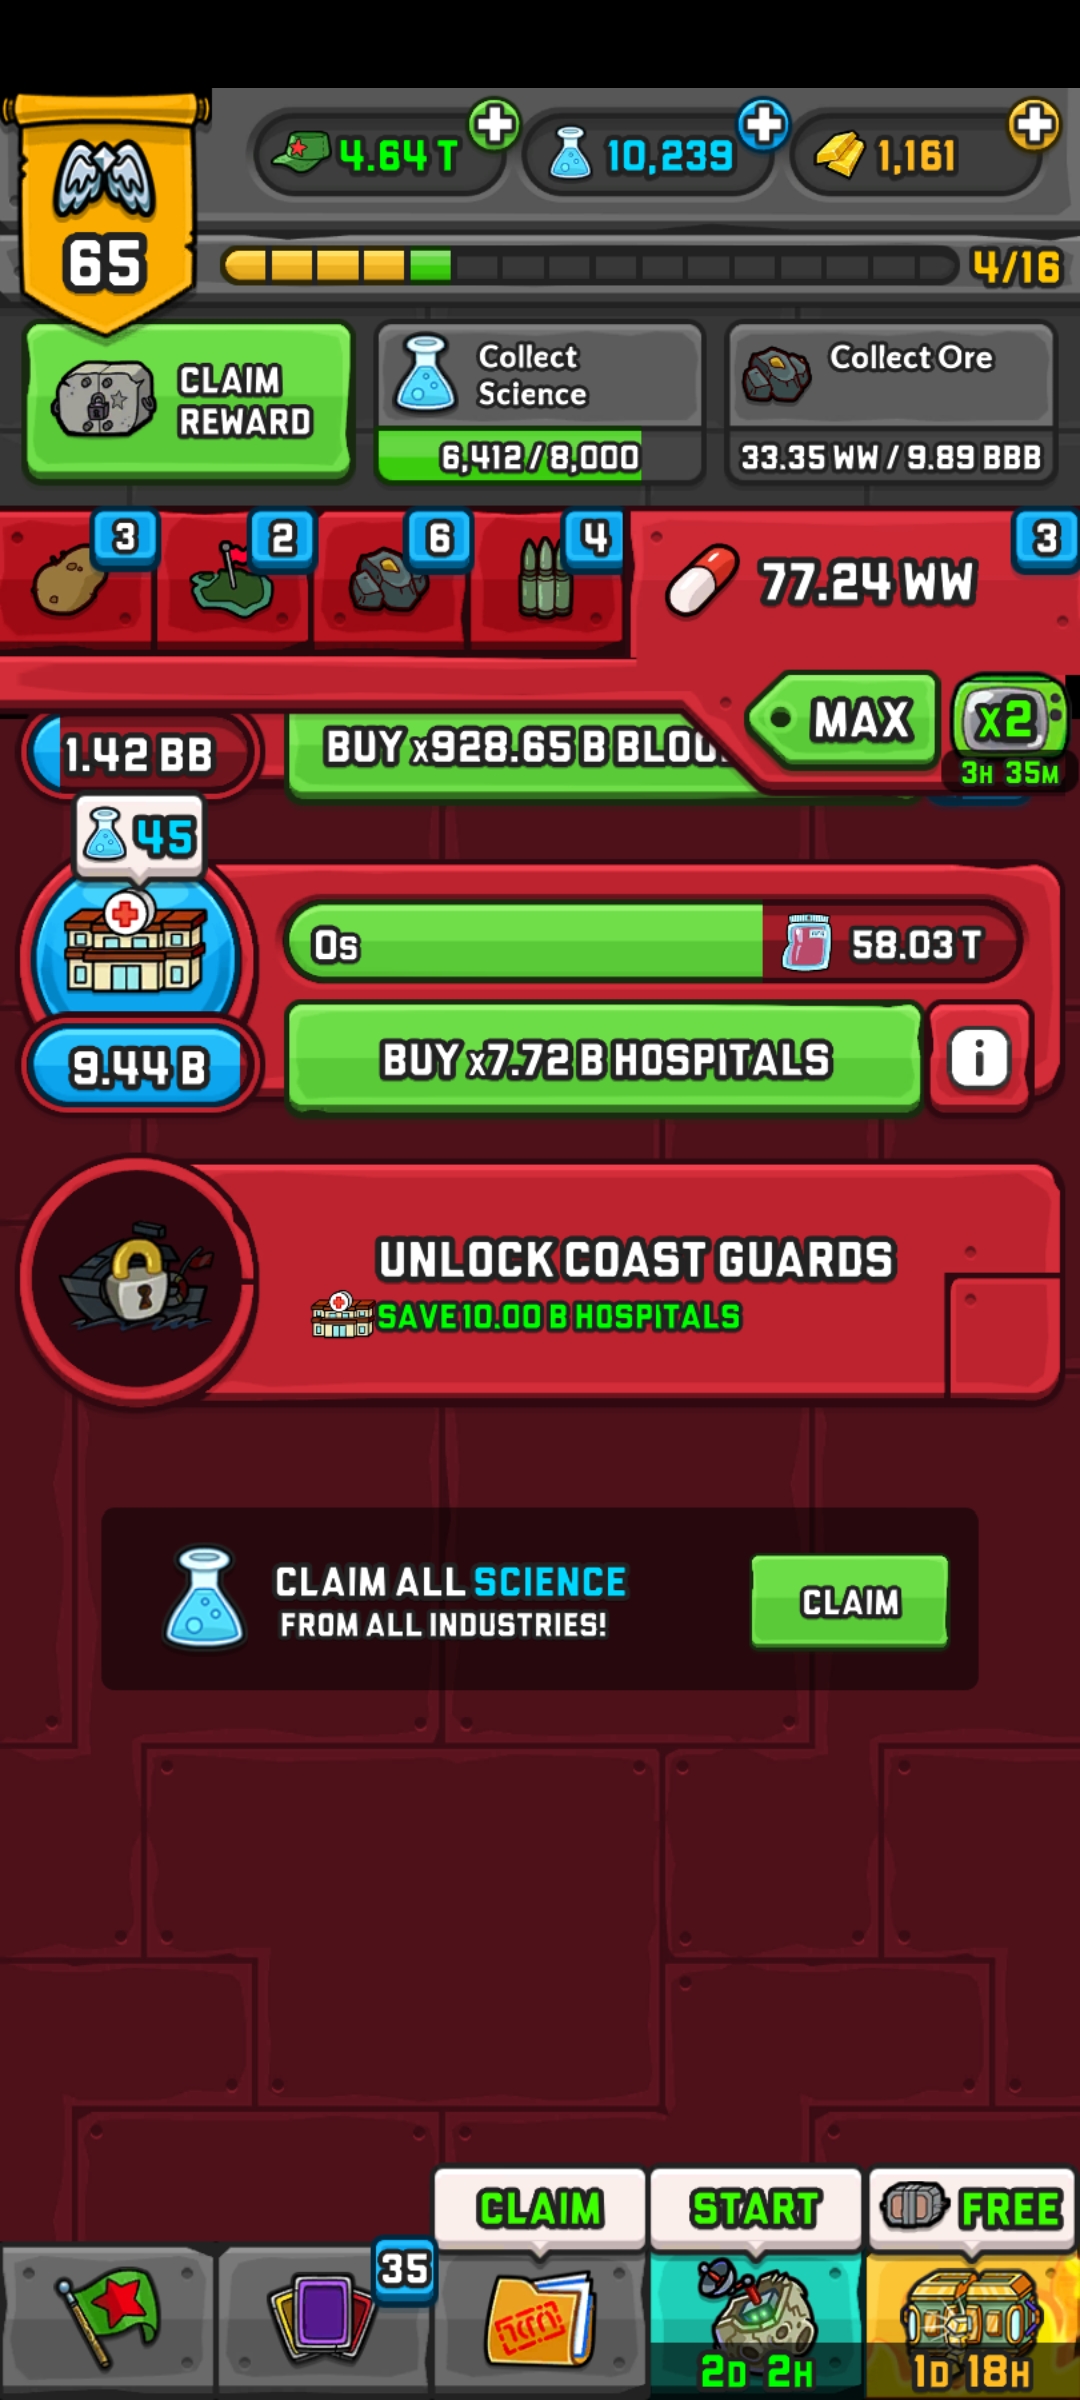 4.64 T
10,239
1,161
65
4/16
CLAIM
REWARD
Collect
Science
6,412 / 8,000
Collect Ore
33.35 WW / 9.89 BBB
3
2
6
4
77.24 WW
3
MAX
x2
3H 35M
1.42 BB
BUY x928.65 B
45
0s
58.03 T
9.44 B
BUY x7.72 B HOSPITALS
i
UNLOCK COAST GUARDS
SAVE 10.00 B HOSPITALS
CLAIM ALL SCIENCE
FROM ALL INDUSTRIES!
CLAIM
CLAIM
START
FREE
35
2D 2H
1D 18H